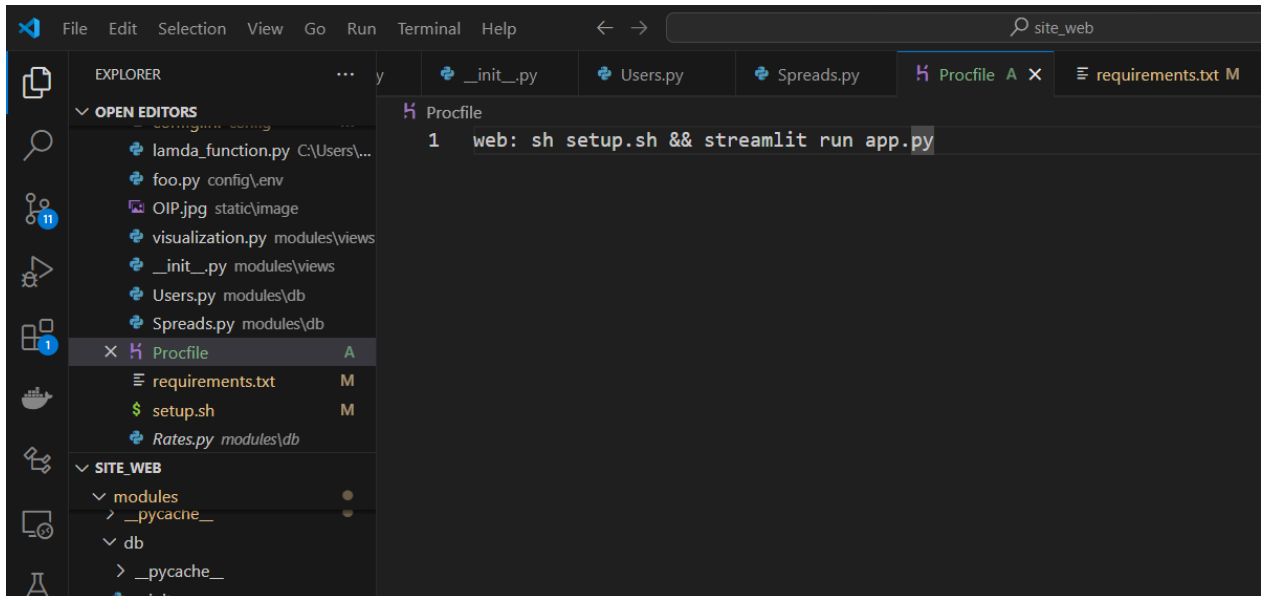 File Edit Selection View Go Run Terminal Help site_web
EXPLORER
y __init__.py Users.py Spreads.py Procfile A requirements.txt M
OPEN EDITORS
Procfile
1 web: sh setup.sh && streamlit run app.py
lamda_function.py C:\Users\...
foo.py config\.env
OIP.jpg static\image
visualization.py modules\views
__init__.py modules\views
Users.py modules\db
Spreads.py modules\db
Procfile A
requirements.txt M
setup.sh M
Rates.py modules\db
SITE_WEB
modules
__pycache__
db
__pycache__
11
1